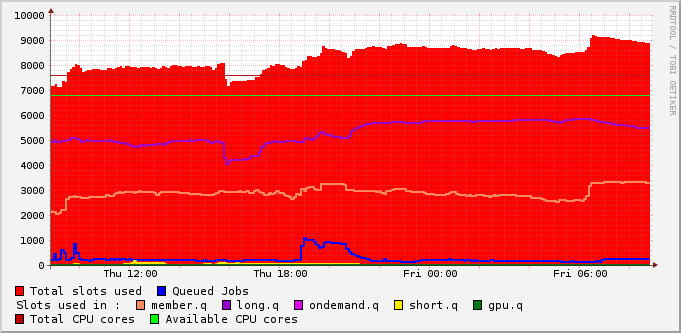 10000
9000
8000
7000
6000
5000
4000
3000
2000
1000
0
Thu 12:00 Thu 18:00 Fri 00:00 Fri 06:00
RRDTOOL / TOBI OETIKER
Total slots used Queued Jobs
Slots used in : member.q long.q ondemand.q short.q gpu.q
Total CPU cores Available CPU cores